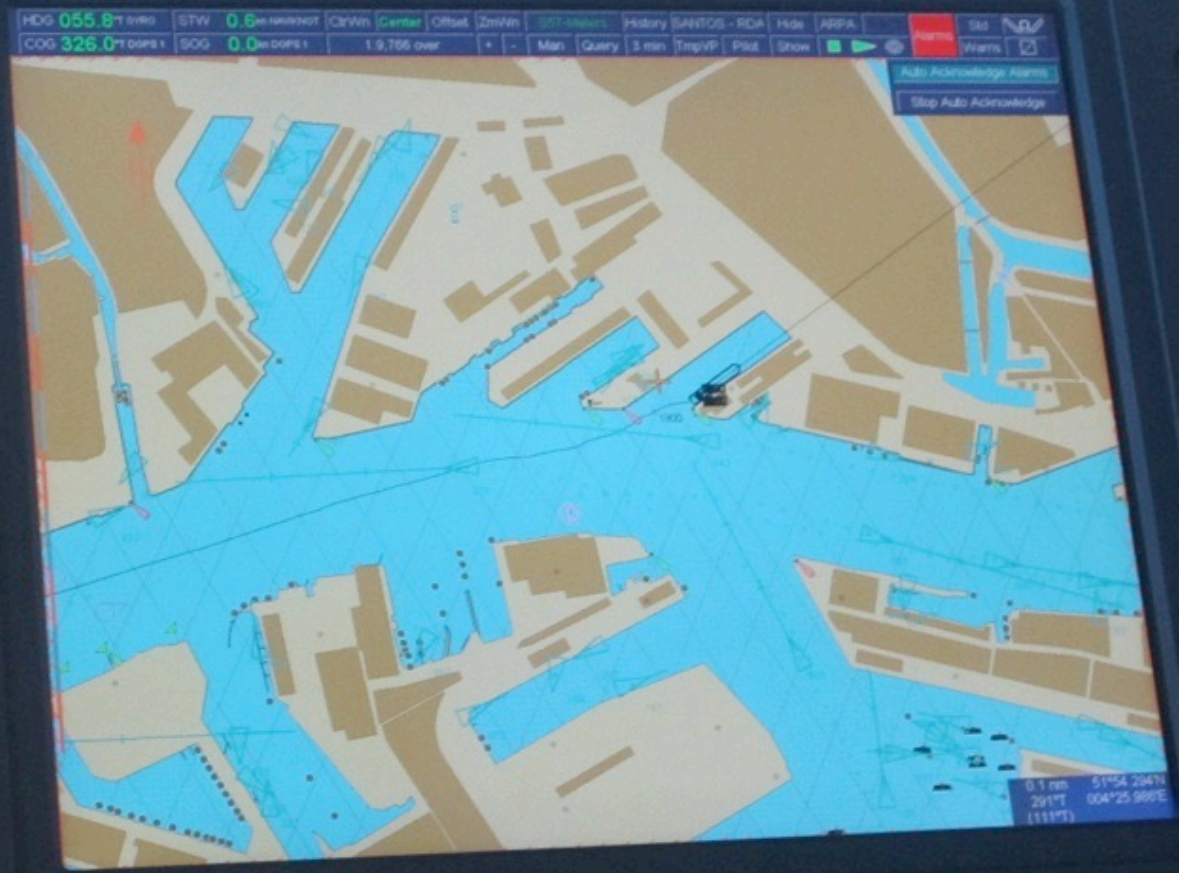 HDG 055.8°T GYRO STW 0.6kn NAVKNOT CtrWn Center Offset ZmWn S57-Meters History SANTOS - RDA Hide ARPA Alarms Std
COG 326.0°T DGPS 1 SOG 0.0kn DGPS 1 1:9,766 over + - Man Query 3 min TmpVP Pilot Show Warns
Auto Acknowledge Alarms
Stop Auto Acknowledge
1900
0.1 nm 51°54.294'N
291°T 004°25.986'E
(111°T)